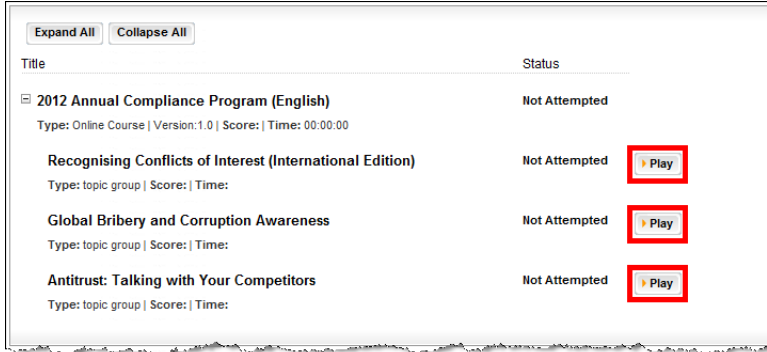 Expand All Collapse All
Title Status
2012 Annual Compliance Program (English) Not Attempted
Type: Online Course | Version:1.0 | Score: | Time: 00:00:00
Recognising Conflicts of Interest (International Edition) Not Attempted Play
Type: topic group | Score: | Time:
Global Bribery and Corruption Awareness Not Attempted Play
Type: topic group | Score: | Time:
Antitrust: Talking with Your Competitors Not Attempted Play
Type: topic group | Score: | Time: